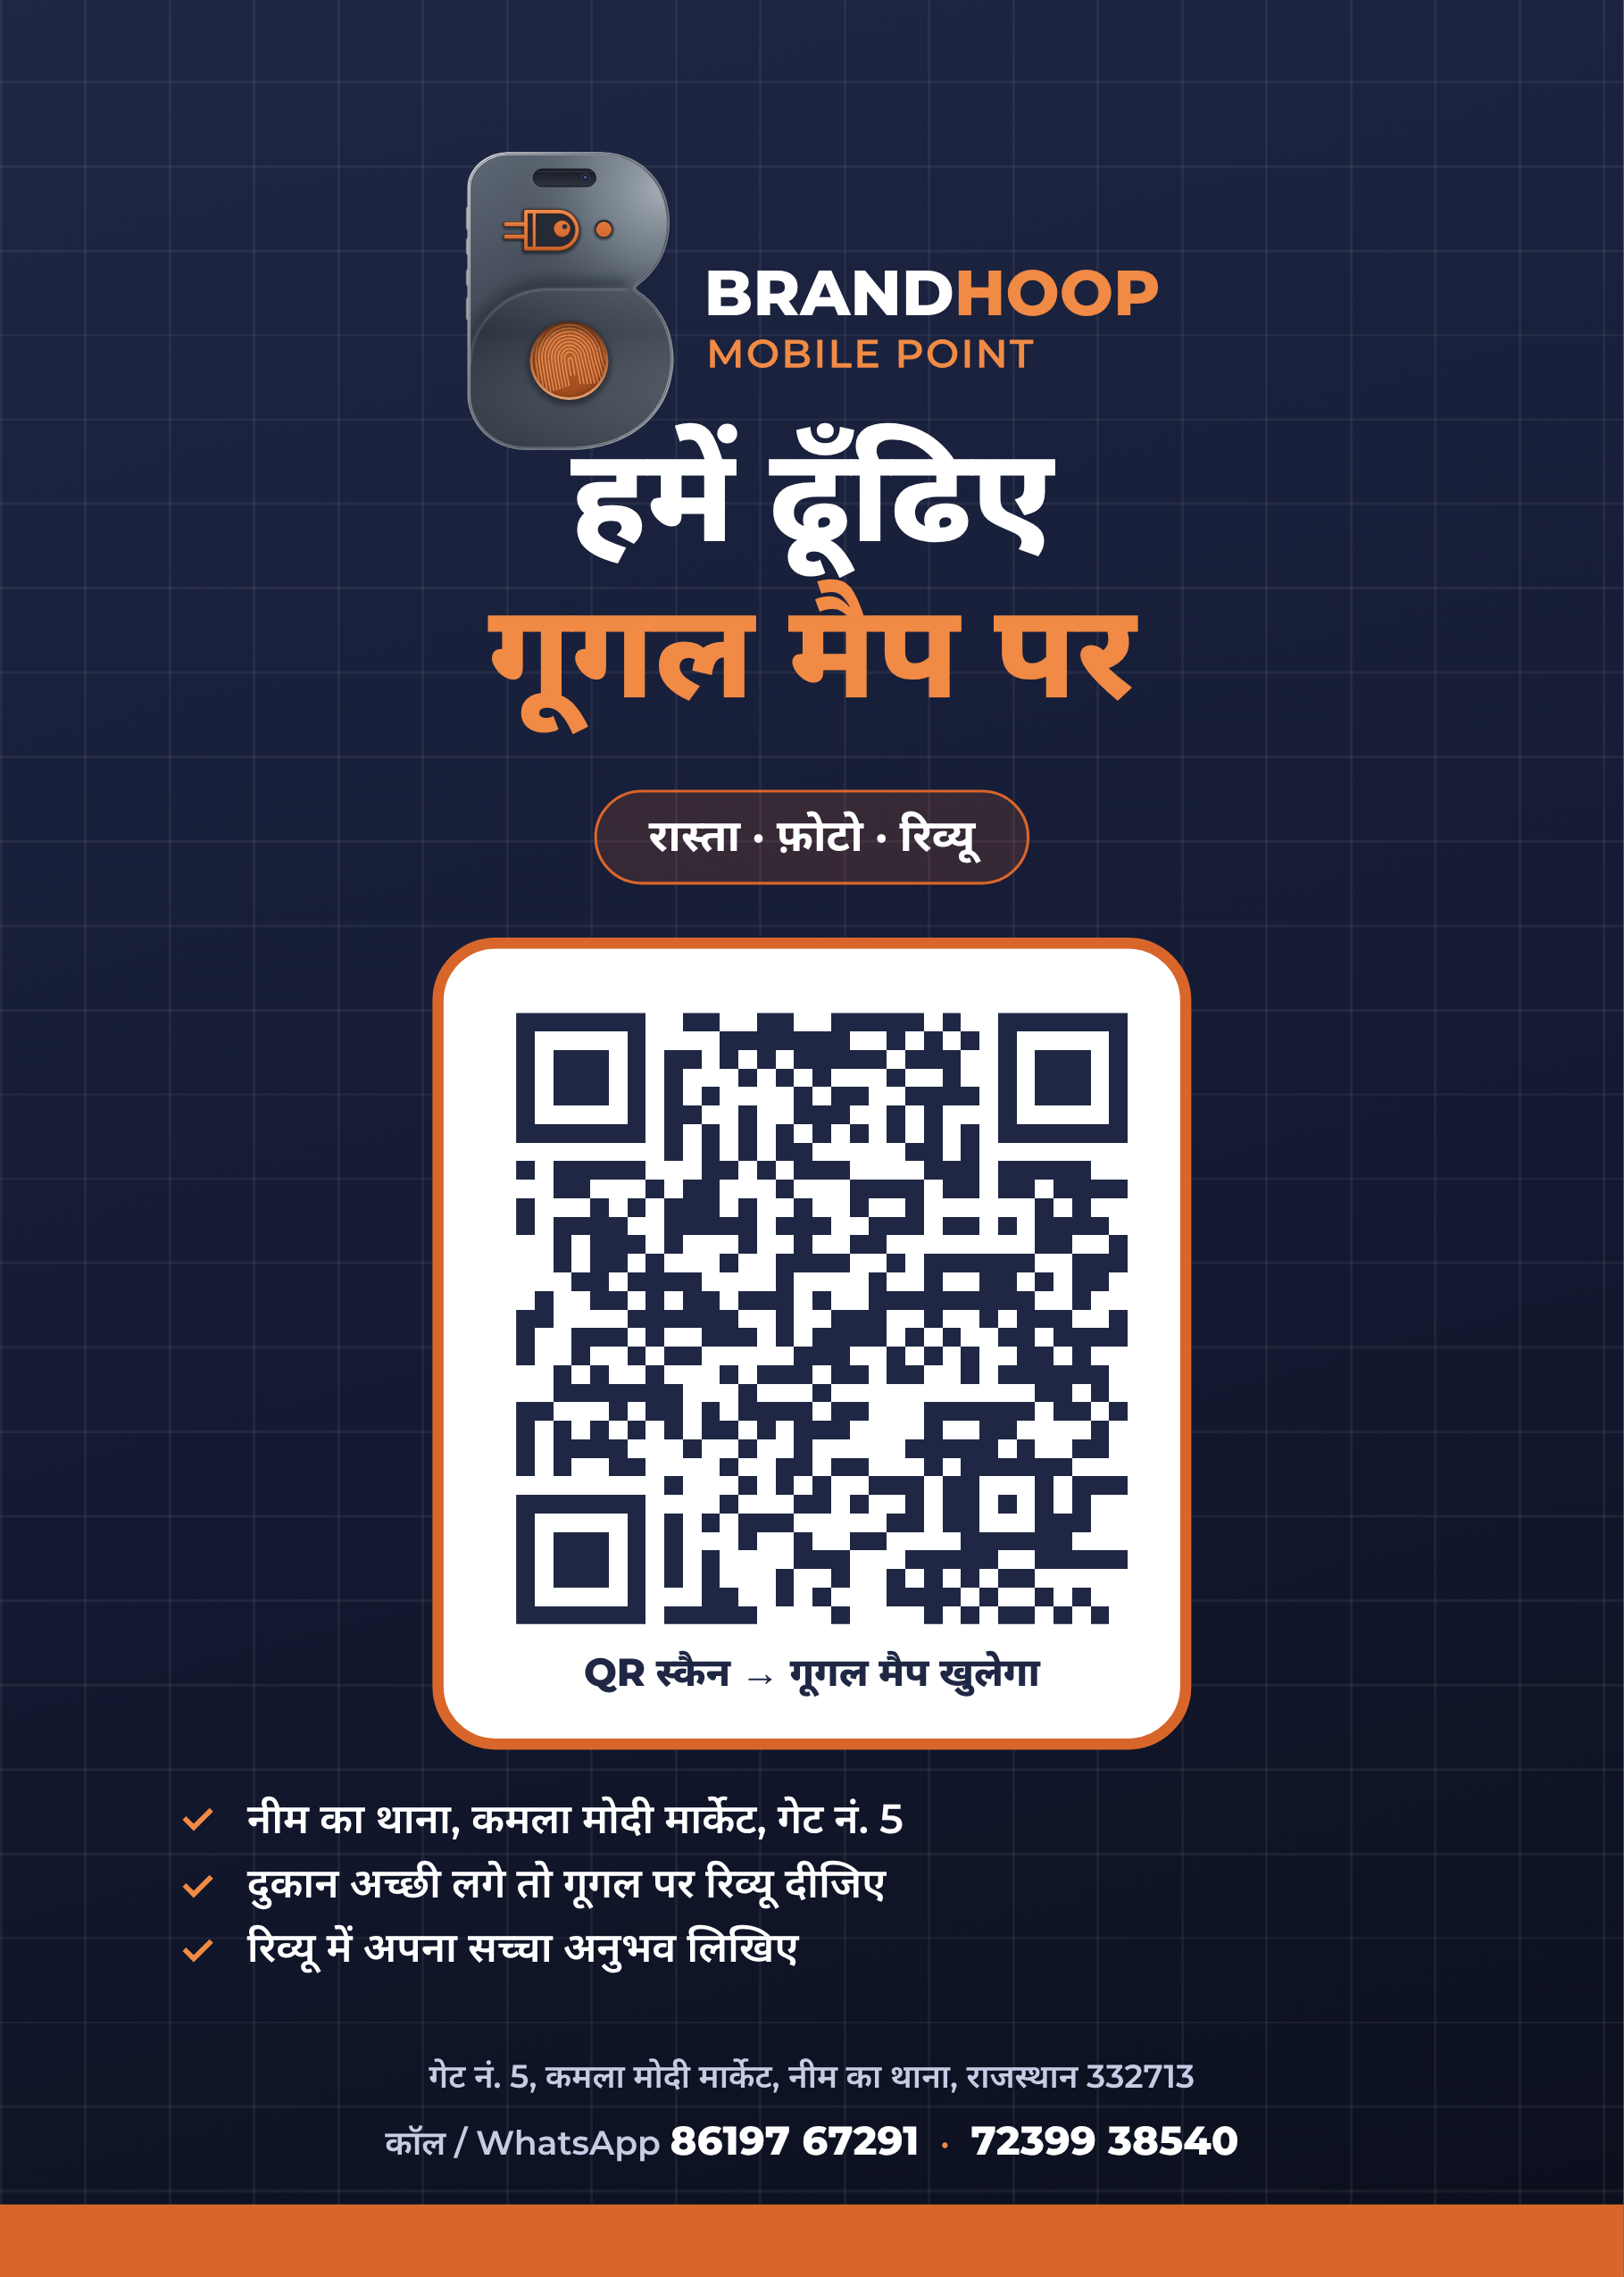 BRANDHOOP
MOBILE POINT
हमें ढूँढिए
गूगल मैप पर
रास्ता · फ़ोटो · रिव्यू
QR स्कैन → गूगल मैप खुलेगा
नीम का थाना, कमला मोदी मार्केट, गेट नं. 5
दुकान अच्छी लगे तो गूगल पर रिव्यू दीजिए
रिव्यू में अपना सच्चा अनुभव लिखिए
गेट नं. 5, कमला मोदी मार्केट, नीम का थाना, राजस्थान 332713
कॉल / WhatsApp 86197 67291 · 72399 38540